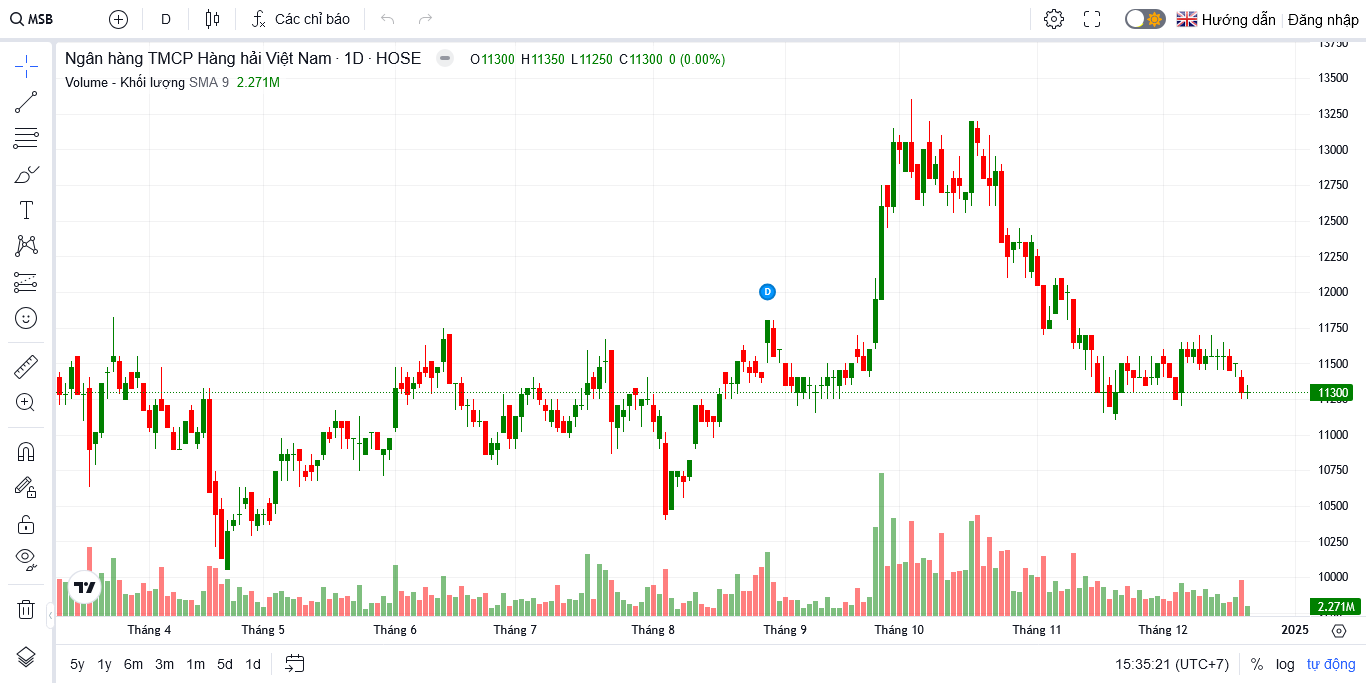 MSB D Các chỉ báo Hướng dẫn Đăng nhập
Ngân hàng TMCP Hàng hải Việt Nam · 1D · HOSE O11300 H11350 L11250 C11300 0 (0.00%)
Volume - Khối lượng SMA 9 2.271M
13750
13500
13250
13000
12750
12500
12250
12000
D
11750
11500
11300
11000
10750
10500
10250
10000
2.271M
Tháng 4 Tháng 5 Tháng 6 Tháng 7 Tháng 8 Tháng 9 Tháng 10 Tháng 11 Tháng 12 2025
5y 1y 6m 3m 1m 5d 1d 15:35:21 (UTC+7) % log tự động